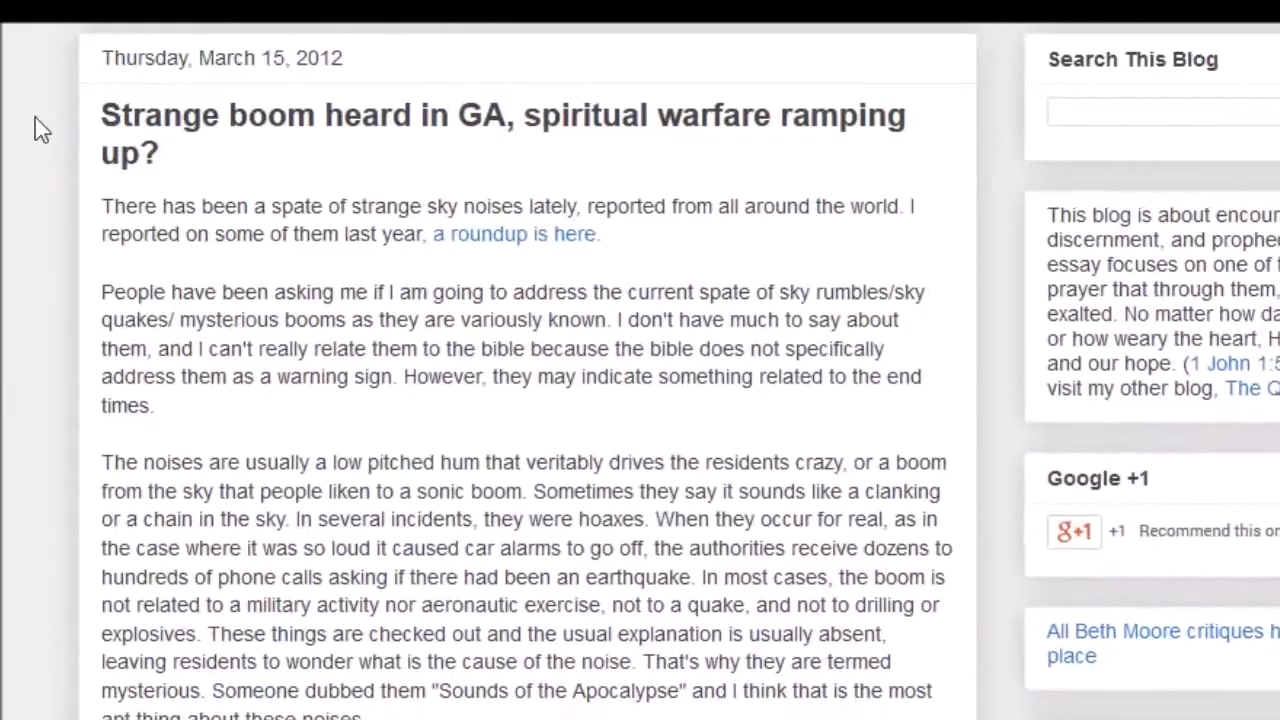 Thursday, March 15, 2012
Strange boom heard in GA, spiritual warfare ramping
up?
There has been a spate of strange sky noises lately, reported from all around the world. I
reported on some of them last year, a roundup is here.
People have been asking me if I am going to address the current spate of sky rumbles/sky
quakes/ mysterious booms as they are variously known. I don't have much to say about
them, and I can't really relate them to the bible because the bible does not specifically
address them as a warning sign. However, they may indicate something related to the end
times.
The noises are usually a low pitched hum that veritably drives the residents crazy, or a boom
from the sky that people liken to a sonic boom. Sometimes they say it sounds like a clanking
or a chain in the sky. In several incidents, they were hoaxes. When they occur for real, as in
the case where it was so loud it caused car alarms to go off, the authorities receive dozens to
hundreds of phone calls asking if there had been an earthquake. In most cases, the boom is
not related to a military activity nor aeronautic exercise, not to a quake, and not to drilling or
explosives. These things are checked out and the usual explanation is usually absent,
leaving residents to wonder what is the cause of the noise. That's why they are termed
mysterious. Someone dubbed them "Sounds of the Apocalypse" and I think that is the most
apt thing about these noises.
Search This Blog
This blog is about encour
discernment, and prophe
essay focuses on one of
prayer that through them,
exalted. No matter how da
or how weary the heart, H
and our hope. (1 John 1:5
visit my other blog, The Q
Google +1
g+1 +1 Recommend this on
All Beth Moore critiques h
place